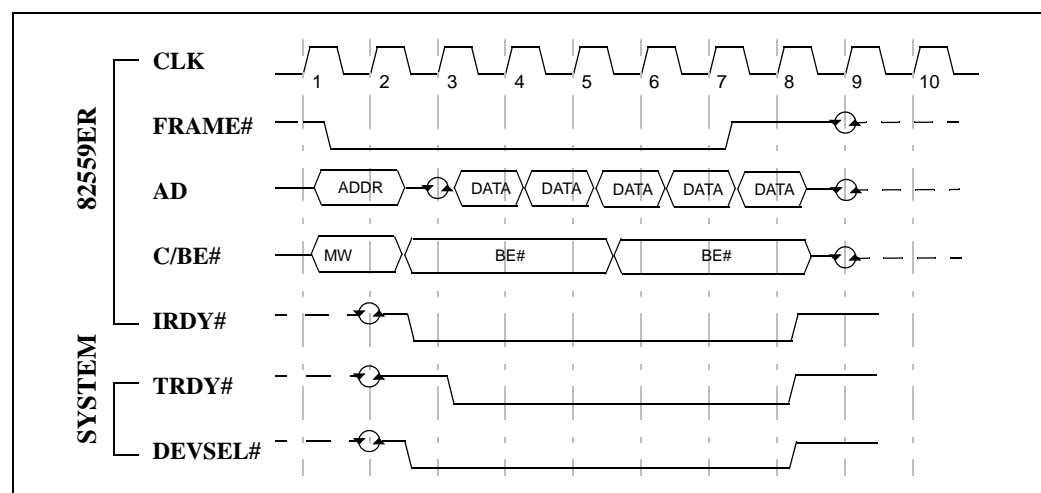 CLK
1 2 3 4 5 6 7 8 9 10
82559ER
FRAME#
AD ADDR DATA DATA DATA DATA DATA
C/BE# MW BE# BE#
IRDY#
SYSTEM
TRDY#
DEVSEL#